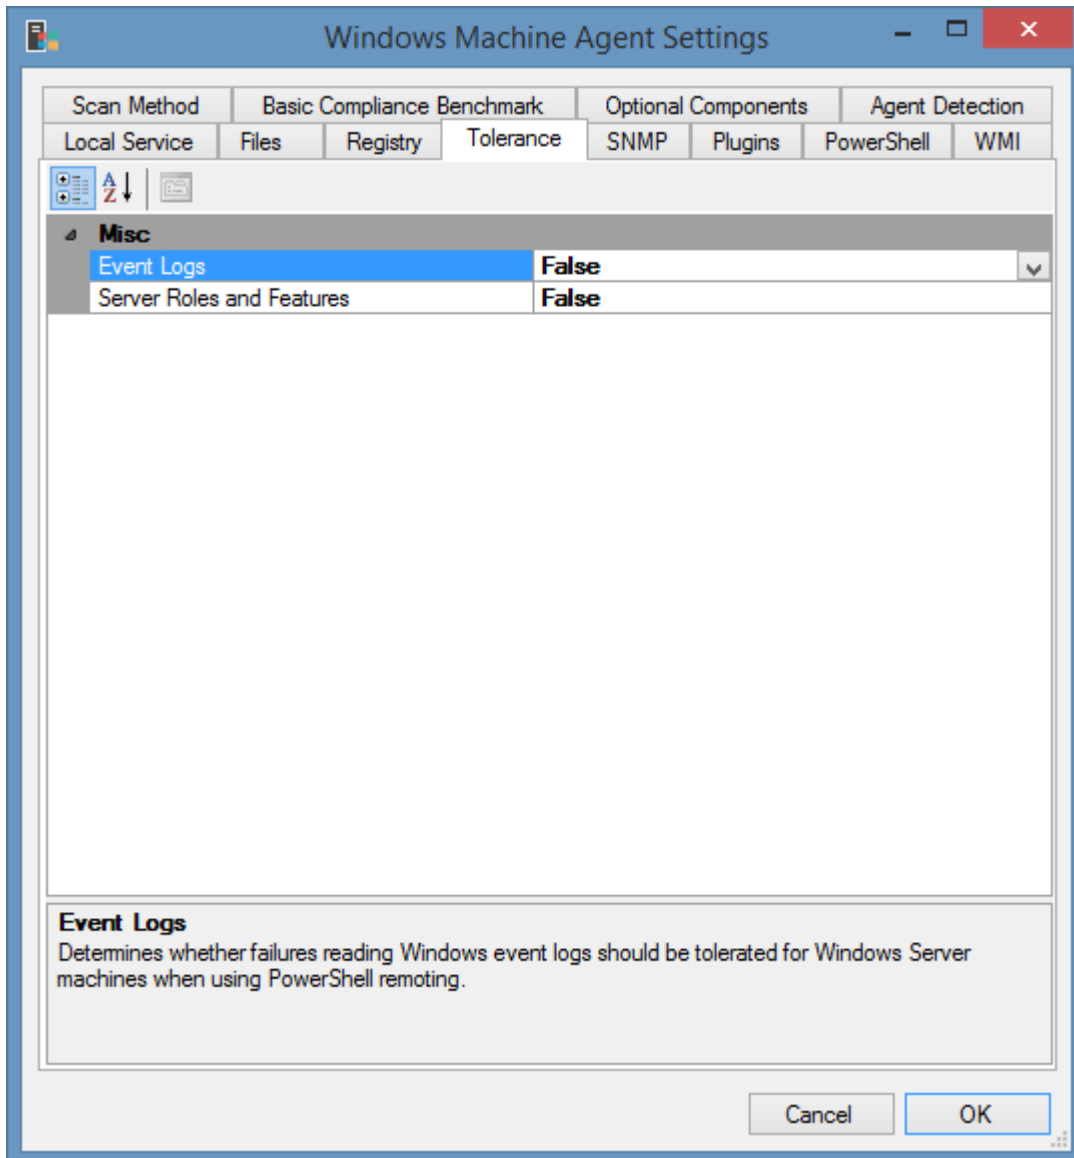 Windows Machine Agent Settings
Scan Method Basic Compliance Benchmark Optional Components Agent Detection
Local Service Files Registry Tolerance SNMP Plugins PowerShell WMI
Misc
Event Logs False
Server Roles and Features False
Event Logs
Determines whether failures reading Windows event logs should be tolerated for Windows Server
machines when using PowerShell remoting.
Cancel OK